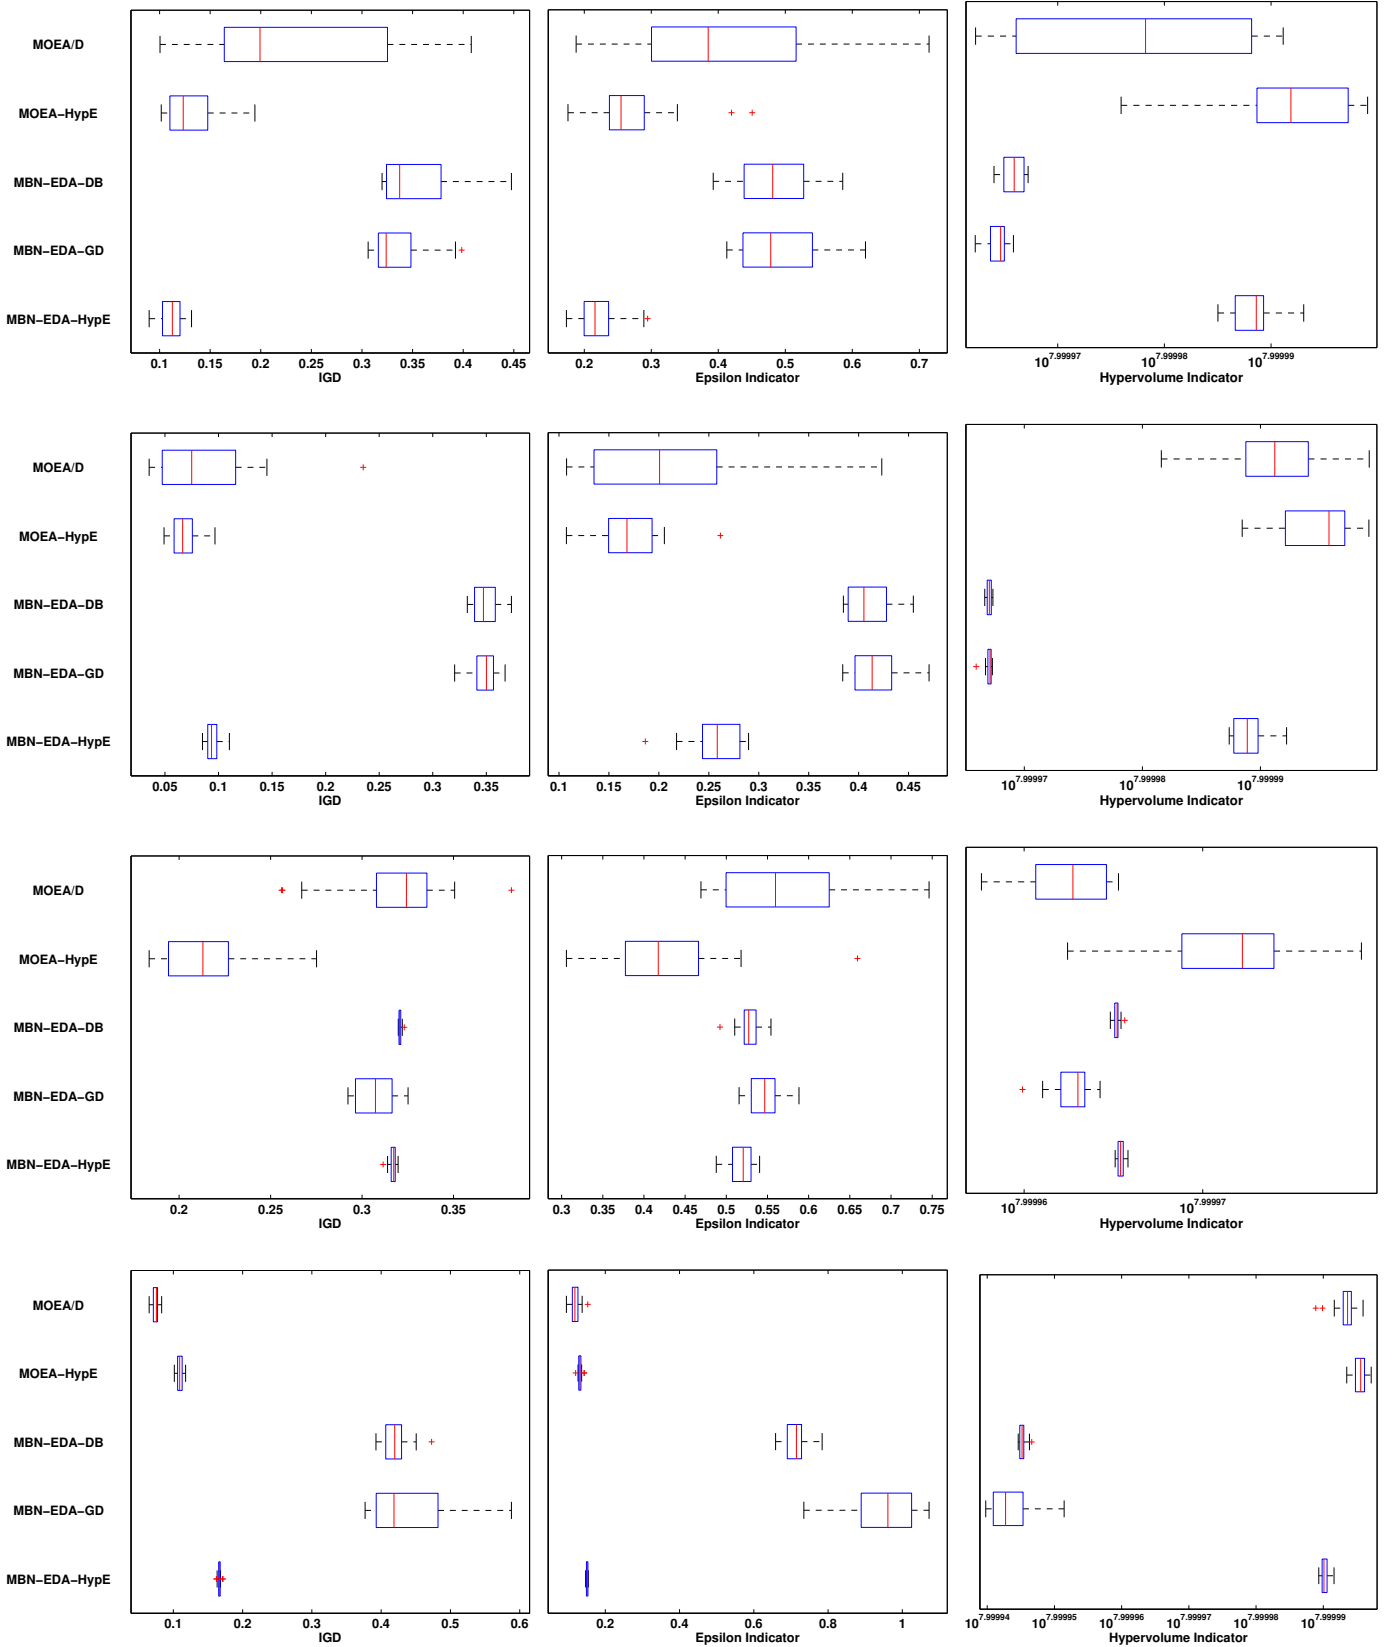 MOEA/D
MOEA−HypE
MBN−EDA−DB
MBN−EDA−GD
MBN−EDA−HypE
0.1 0.15 0.2 0.25 0.3 0.35 0.4 0.45
IGD
0.2 0.3 0.4 0.5 0.6 0.7
Epsilon Indicator
10^7.99997 10^7.99998 10^7.99999
Hypervolume Indicator
MOEA/D
MOEA−HypE
MBN−EDA−DB
MBN−EDA−GD
MBN−EDA−HypE
0.05 0.1 0.15 0.2 0.25 0.3 0.35
IGD
0.1 0.15 0.2 0.25 0.3 0.35 0.4 0.45
Epsilon Indicator
10^7.99997 10^7.99998 10^7.99999
Hypervolume Indicator
MOEA/D
MOEA−HypE
MBN−EDA−DB
MBN−EDA−GD
MBN−EDA−HypE
0.2 0.25 0.3 0.35
IGD
0.3 0.35 0.4 0.45 0.5 0.55 0.6 0.65 0.7 0.75
Epsilon Indicator
10^7.99996 10^7.99997
Hypervolume Indicator
MOEA/D
MOEA−HypE
MBN−EDA−DB
MBN−EDA−GD
MBN−EDA−HypE
0.1 0.2 0.3 0.4 0.5 0.6
IGD
0.2 0.4 0.6 0.8 1
Epsilon Indicator
10^7.99994 10^7.99995 10^7.99996 10^7.99997 10^7.99998 10^7.99999
Hypervolume Indicator